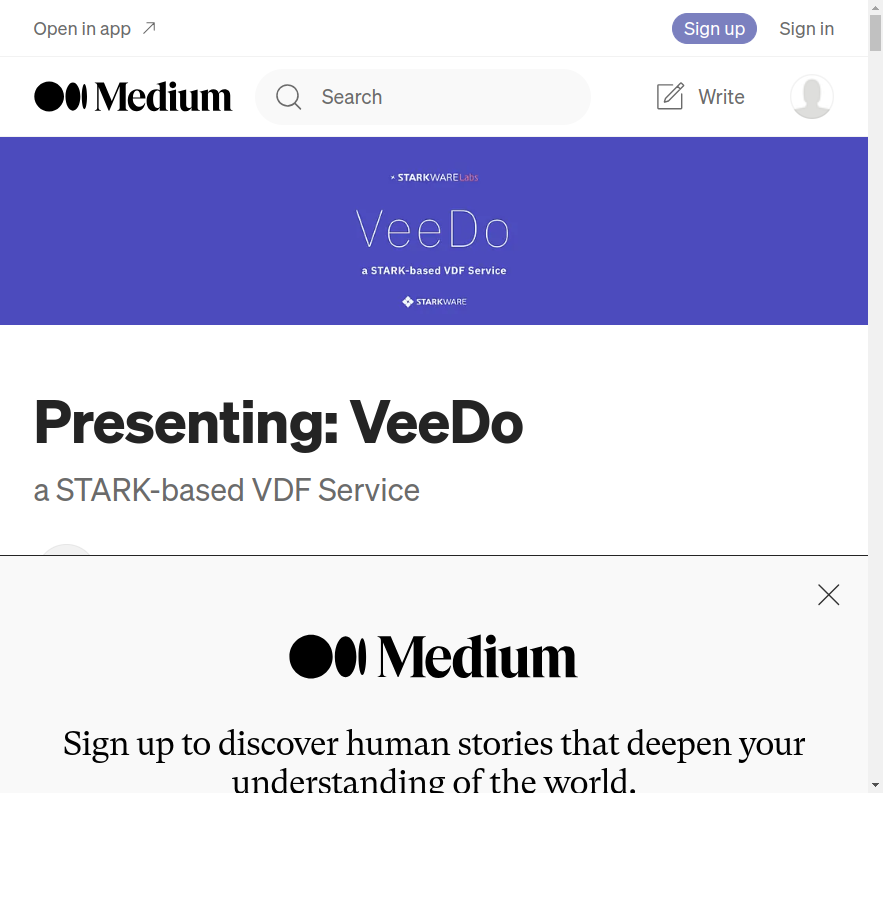 Open in app
Sign up
Sign in
Medium
Search
Write
STARKWARE Labs
VeeDo
a STARK-based VDF Service
STARKWARE
Presenting: VeeDo
a STARK-based VDF Service
Medium
Sign up to discover human stories that deepen your
understanding of the world.